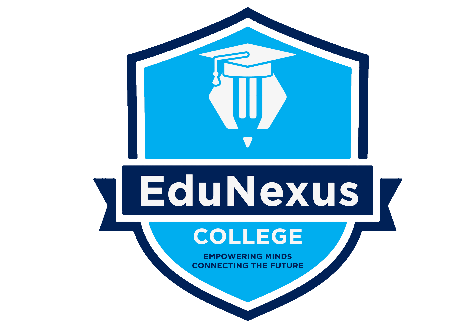 EduNexus
COLLEGE
EMPOWERING MINDS
CONNECTING THE FUTURE